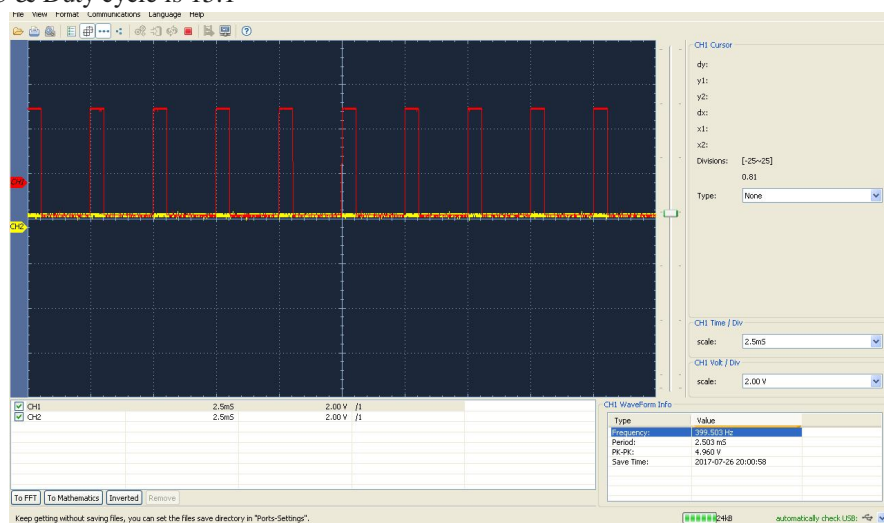 & Duty cycle is
File View Format Communications Language Help
CH1 Cursor
dy:
y1:
y2:
dx:
x1:
x2:
Divisions: [-25~25]
0.81
Type: None
CH2
CH1 Time / Div
scale: 2.5mS
CH1 Volt / Div
scale: 2.00 V
CH1 2.5mS 2.00 V /1
CH2 2.5mS 2.00 V /1
CH1 WaveForm Info
Type Value
Frequency: 399.503 Hz
Period: 2.503 mS
PK-PK: 4.960 V
Save Time: 2017-07-26 20:00:58
To FFT To Mathematics Inverted Remove
Keep getting without saving files, you can set the files save directory in "Ports-Settings". 24kB automatically check USB: